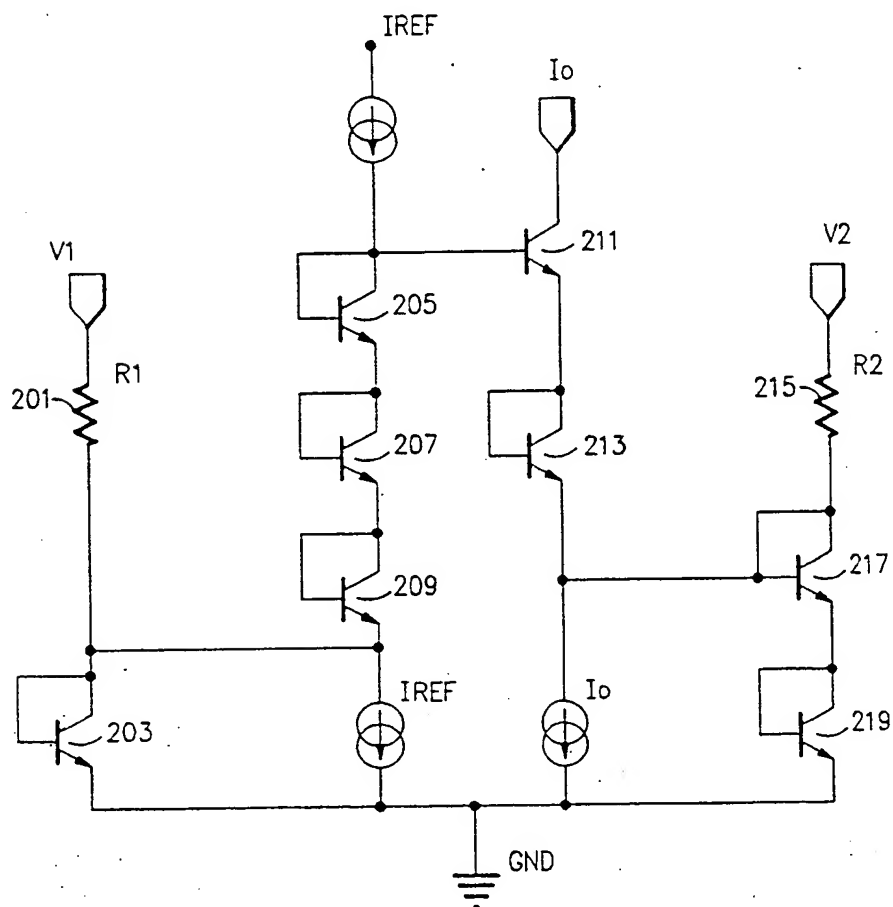 IREF
Io
V1
211
V2
205
R1
R2
201
215
207
213
209
217
IREF
Io
203
219
GND